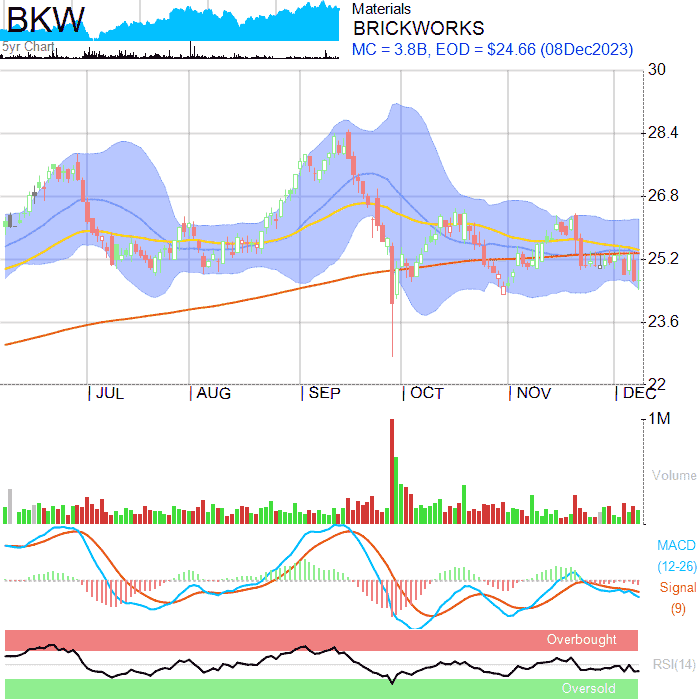 BKW
5yr Chart
Materials
BRICKWORKS
MC = 3.8B, EOD = $24.66 (08Dec2023)
30
28.4
26.8
25.2
23.6
22
JUL AUG SEP OCT NOV DEC
1M
Volume
MACD
(12-26)
Signal
(9)
Overbought
RSI(14)
Oversold